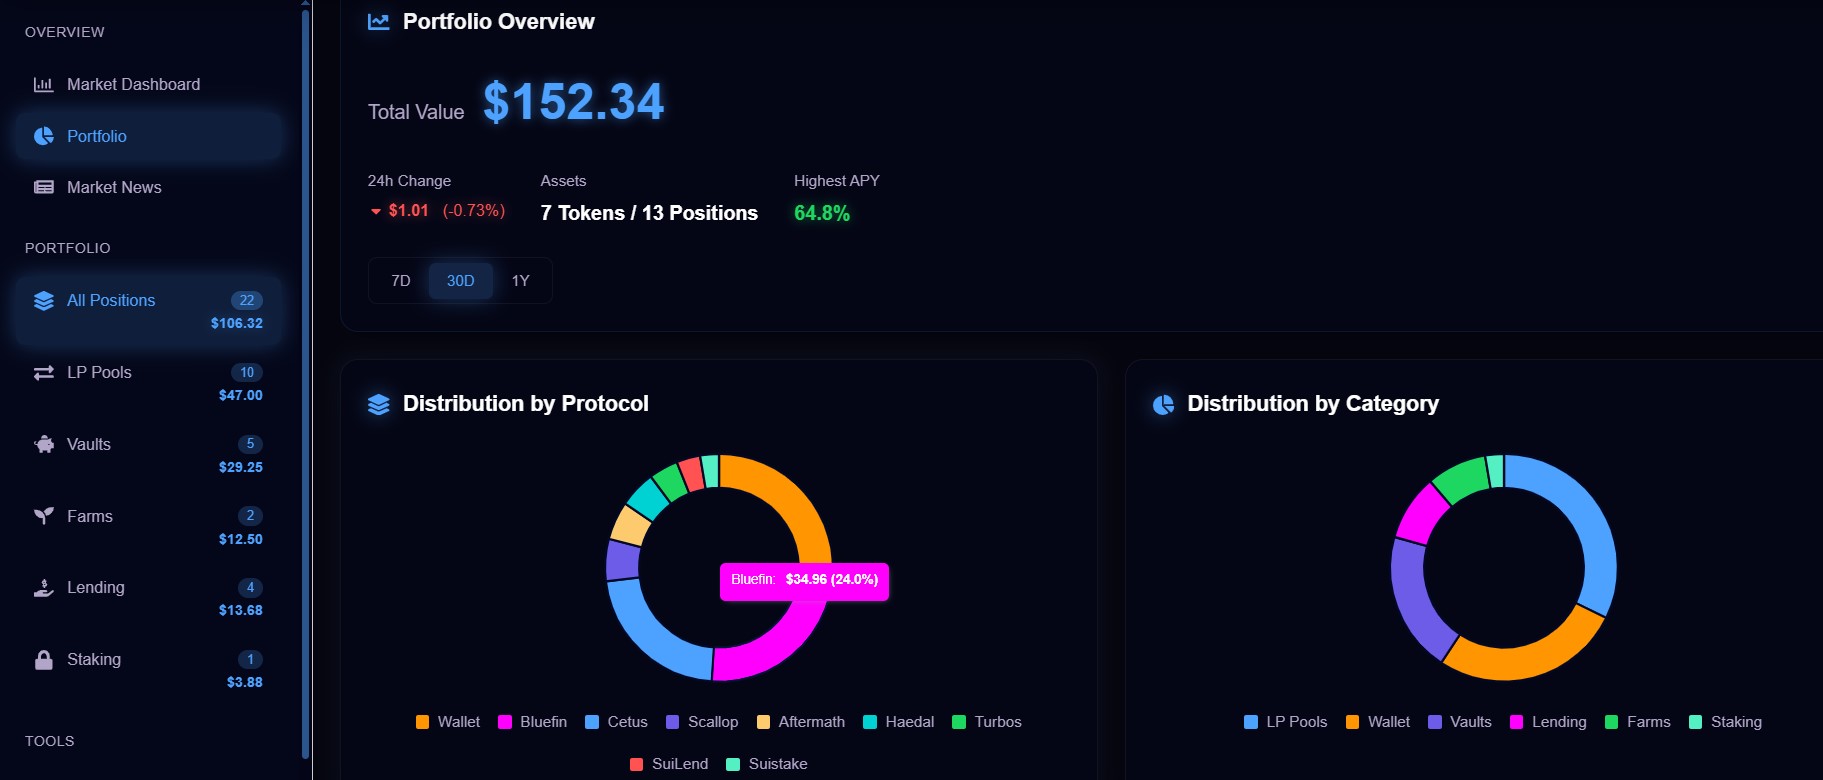 OVERVIEW
Market Dashboard
Portfolio
Market News
PORTFOLIO
All Positions 22
$106.32
LP Pools 10
$47.00
Vaults 5
$29.25
Farms 2
$12.50
Lending 4
$13.68
Staking 1
$3.88
TOOLS
Portfolio Overview
Total Value $152.34
24h Change Assets Highest APY
$1.01 (-0.73%) 7 Tokens / 13 Positions 64.8%
7D 30D 1Y
Distribution by Protocol
Bluefin: $34.96 (24.0%)
Wallet Bluefin Cetus Scallop Aftermath Haedal Turbos
SuiLend Suistake
Distribution by Category
LP Pools Wallet Vaults Lending Farms Staking